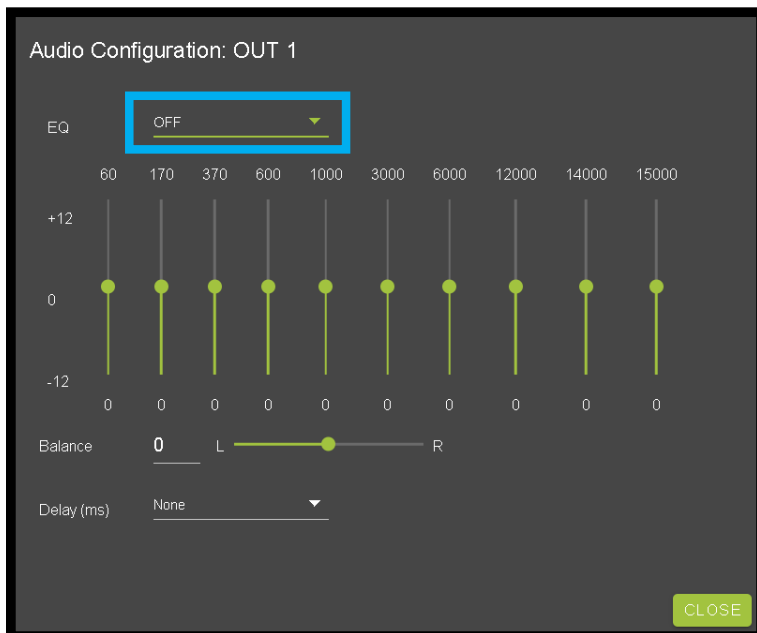 Audio Configuration: OUT 1
EQ OFF
60 170 370 600 1000 3000 6000 12000 14000 15000
+12
0
-12
0 0 0 0 0 0 0 0 0 0
Balance 0 L R
Delay (ms) None
CLOSE